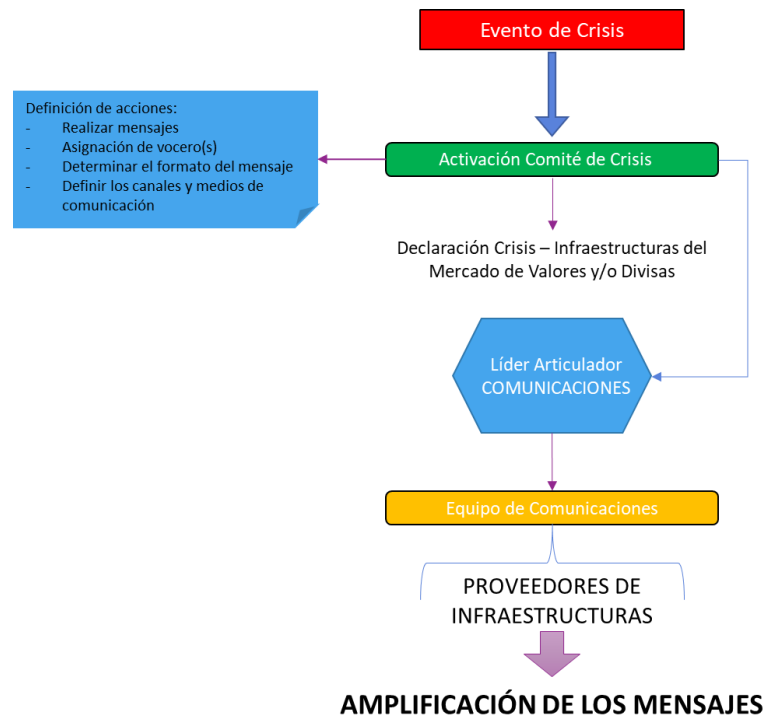 Evento de Crisis
Definición de acciones:
- Realizar mensajes
- Asignación de vocero(s)
- Determinar el formato del mensaje
- Definir los canales y medios de
comunicación
Activación Comité de Crisis
Declaración Crisis – Infraestructuras del
Mercado de Valores y/o Divisas
Líder Articulador
COMUNICACIONES
Equipo de Comunicaciones
PROVEEDORES DE
INFRAESTRUCTURAS
AMPLIFICACIÓN DE LOS MENSAJES